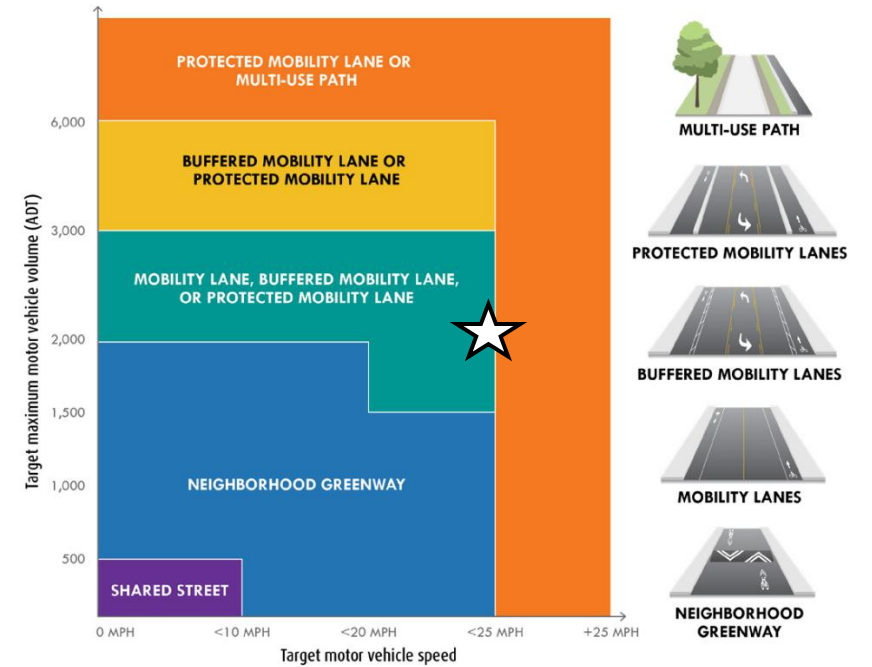 PROTECTED MOBILITY LANE OR
MULTI-USE PATH
6,000
BUFFERED MOBILITY LANE OR
PROTECTED MOBILITY LANE
3,000
MOBILITY LANE, BUFFERED MOBILITY LANE,
OR PROTECTED MOBILITY LANE
2,000
1,500
NEIGHBORHOOD GREENWAY
1,000
500
SHARED STREET
0 MPH
<10 MPH
<20 MPH
<25 MPH
+25 MPH
Target motor vehicle speed
Target maximum motor vehicle volume (ADT)
MULTI-USE PATH
PROTECTED MOBILITY LANES
BUFFERED MOBILITY LANES
MOBILITY LANES
NEIGHBORHOOD
GREENWAY